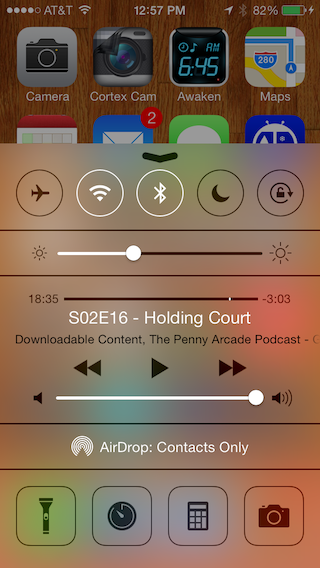 AT&T 12:57 PM 82%
6:45
280
Camera Cortex Cam Awaken Maps
2
18:35 -3:03
S02E16 - Holding Court
Downloadable Content, The Penny Arcade Podcast -
AirDrop: Contacts Only